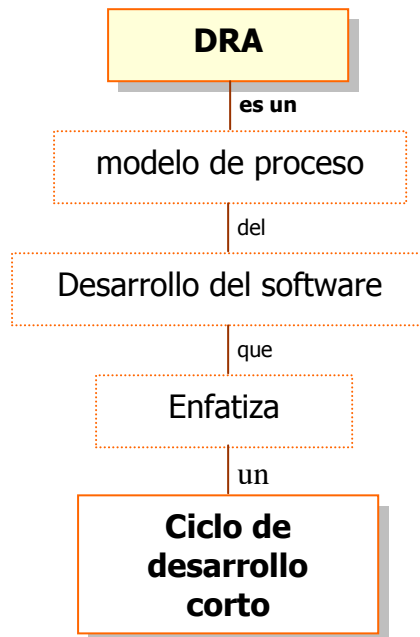 DRA
es un
modelo de proceso
del
Desarrollo del software
que
Enfatiza
un
Ciclo de
desarrollo
corto